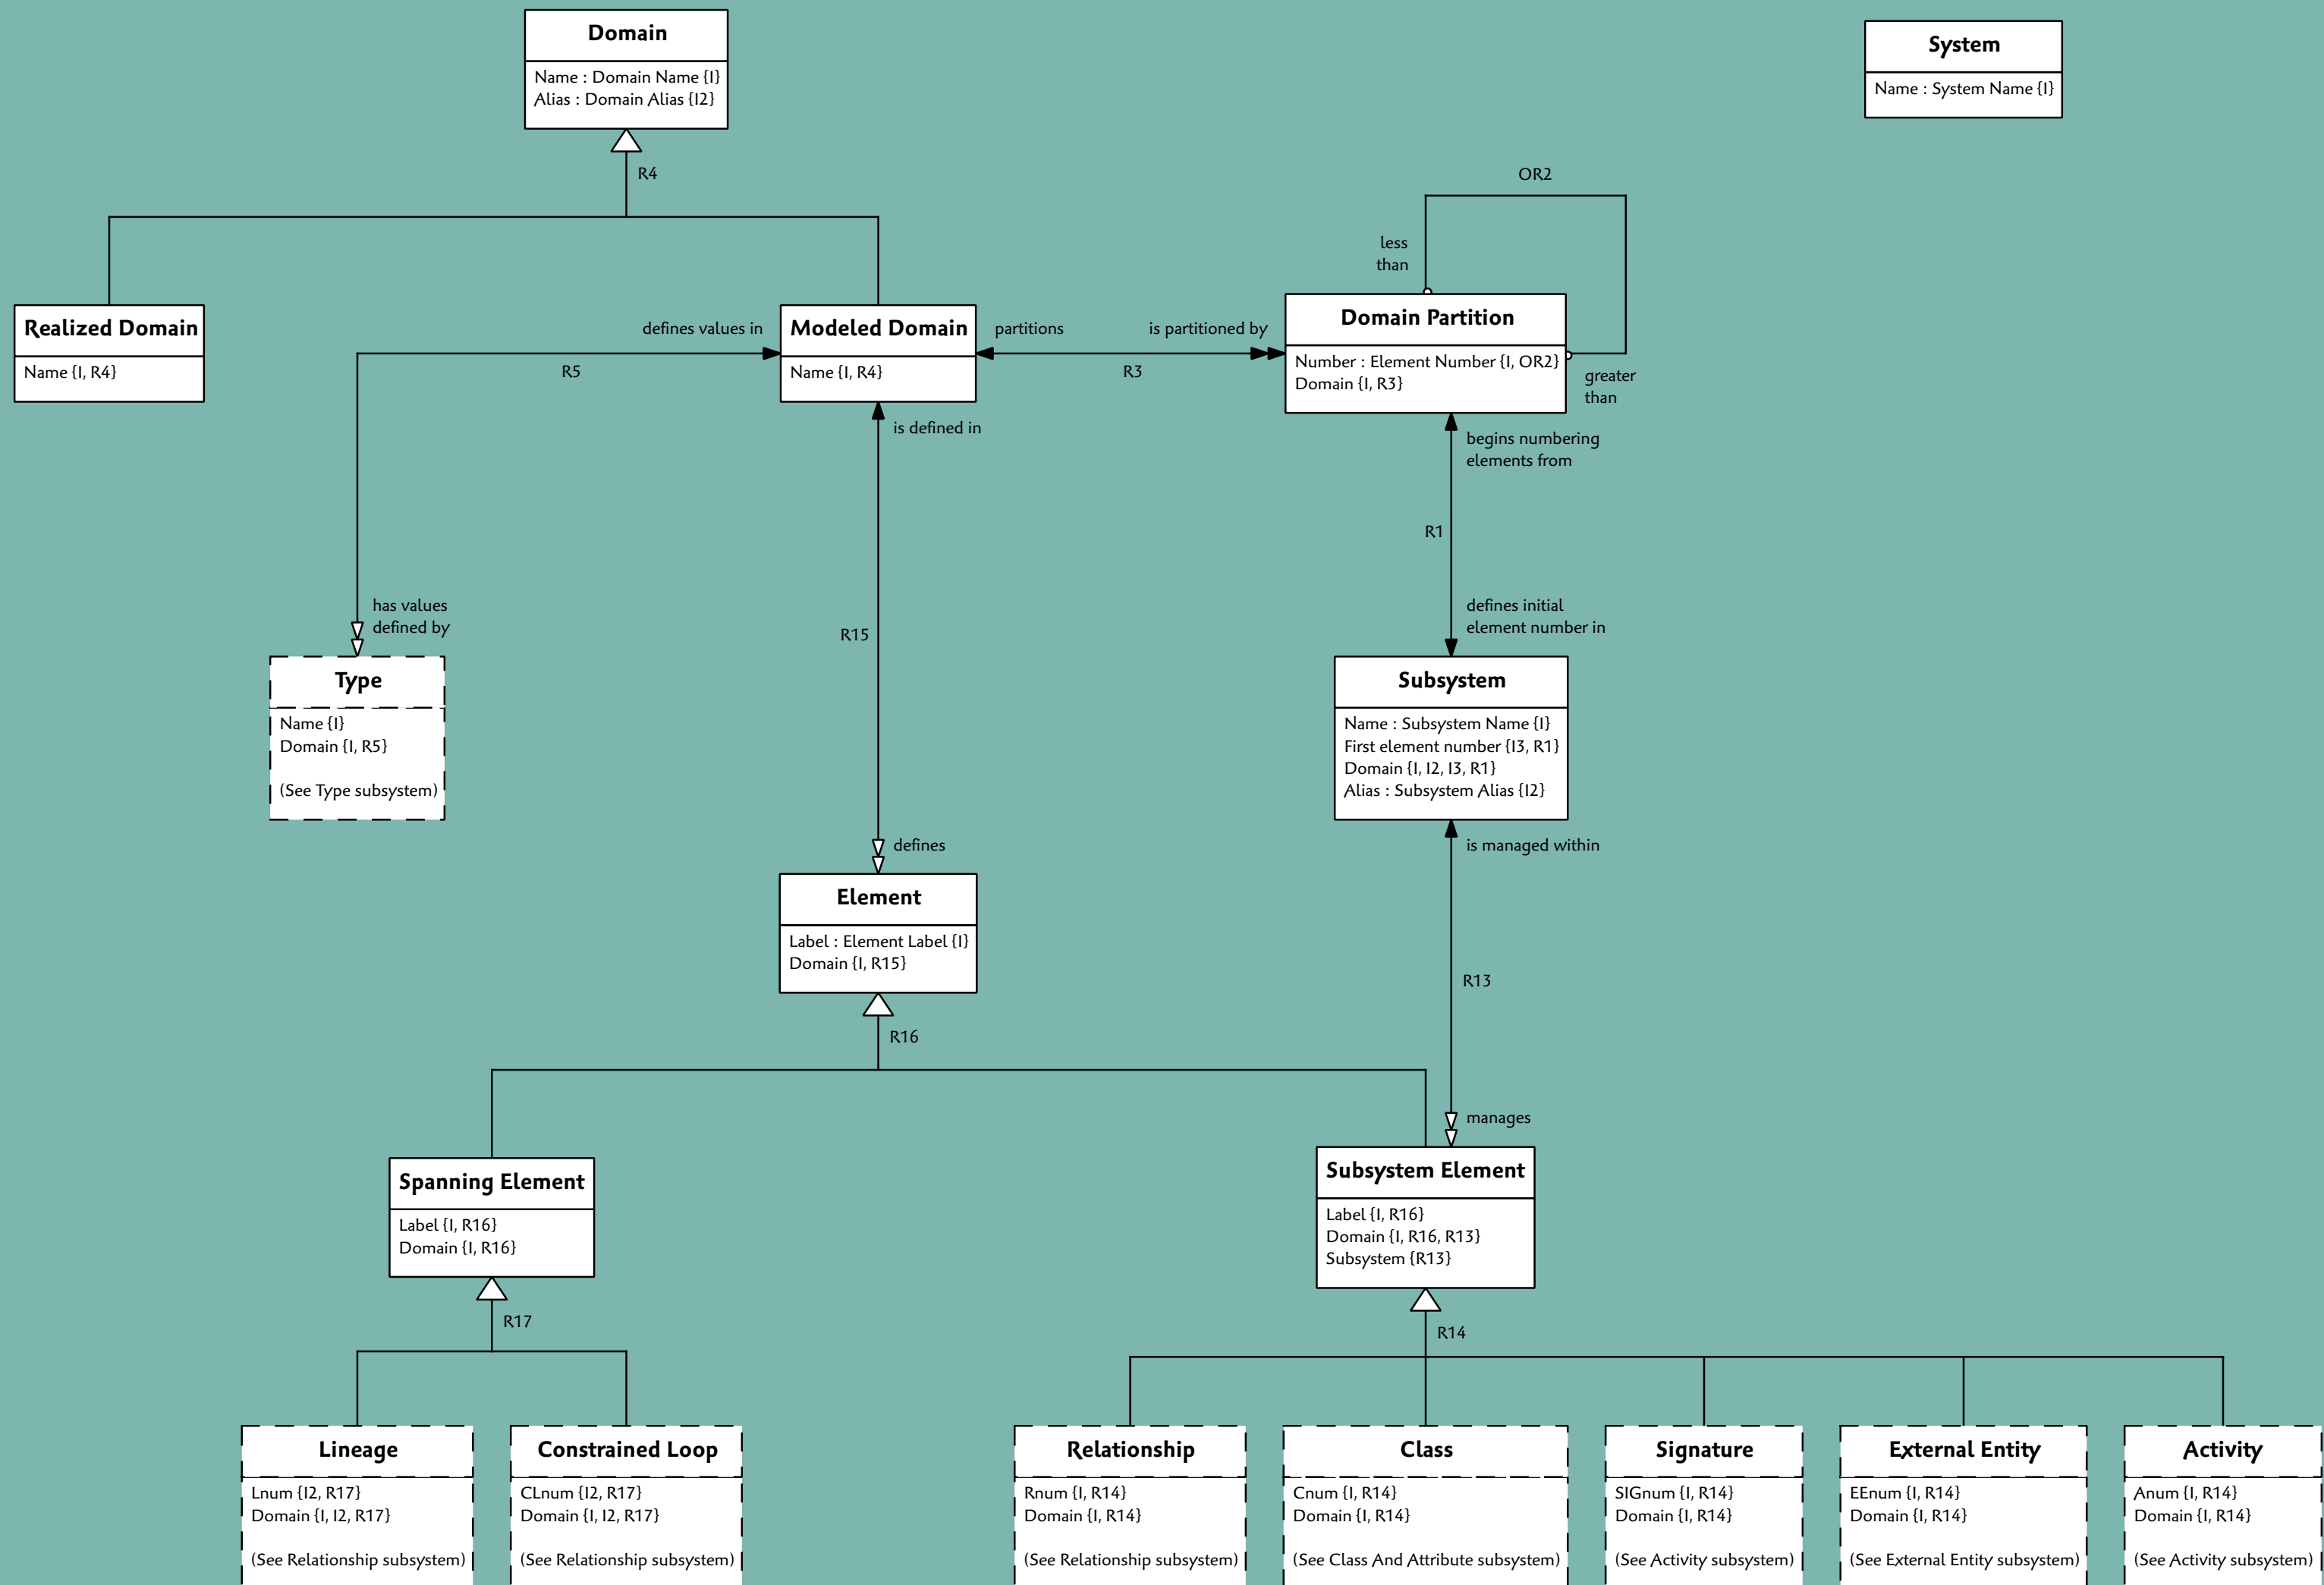 Domain
Name : Domain Name {I}
Alias : Domain Alias {I2}
System
Name : System Name {I}
R4
OR2
less
than
Realized Domain
Name {I, R4}
defines values in
R5
Modeled Domain
Name {I, R4}
partitions
is partitioned by
R3
Domain Partition
Number : Element Number {I, OR2}
Domain {I, R3}
greater
than
is defined in
begins numbering
elements from
R1
has values
defined by
R15
defines initial
element number in
Type
Name {I}
Domain {I, R5}
(See Type subsystem)
Subsystem
Name : Subsystem Name {I}
First element number {I3, R1}
Domain {I, I2, I3, R1}
Alias : Subsystem Alias {I2}
defines
is managed within
Element
Label : Element Label {I}
Domain {I, R15}
R13
R16
manages
Spanning Element
Label {I, R16}
Domain {I, R16}
Subsystem Element
Label {I, R16}
Domain {I, R16, R13}
Subsystem {R13}
R17
R14
Lineage
Lnum {I2, R17}
Domain {I, I2, R17}
(See Relationship subsystem)
Constrained Loop
CLnum {I2, R17}
Domain {I, I2, R17}
(See Relationship subsystem)
Relationship
Rnum {I, R14}
Domain {I, R14}
(See Relationship subsystem)
Class
Cnum {I, R14}
Domain {I, R14}
(See Class And Attribute subsystem)
Signature
SIGnum {I, R14}
Domain {I, R14}
(See Activity subsystem)
External Entity
EEnum {I, R14}
Domain {I, R14}
(See External Entity subsystem)
Activity
Anum {I, R14}
Domain {I, R14}
(See Activity subsystem)